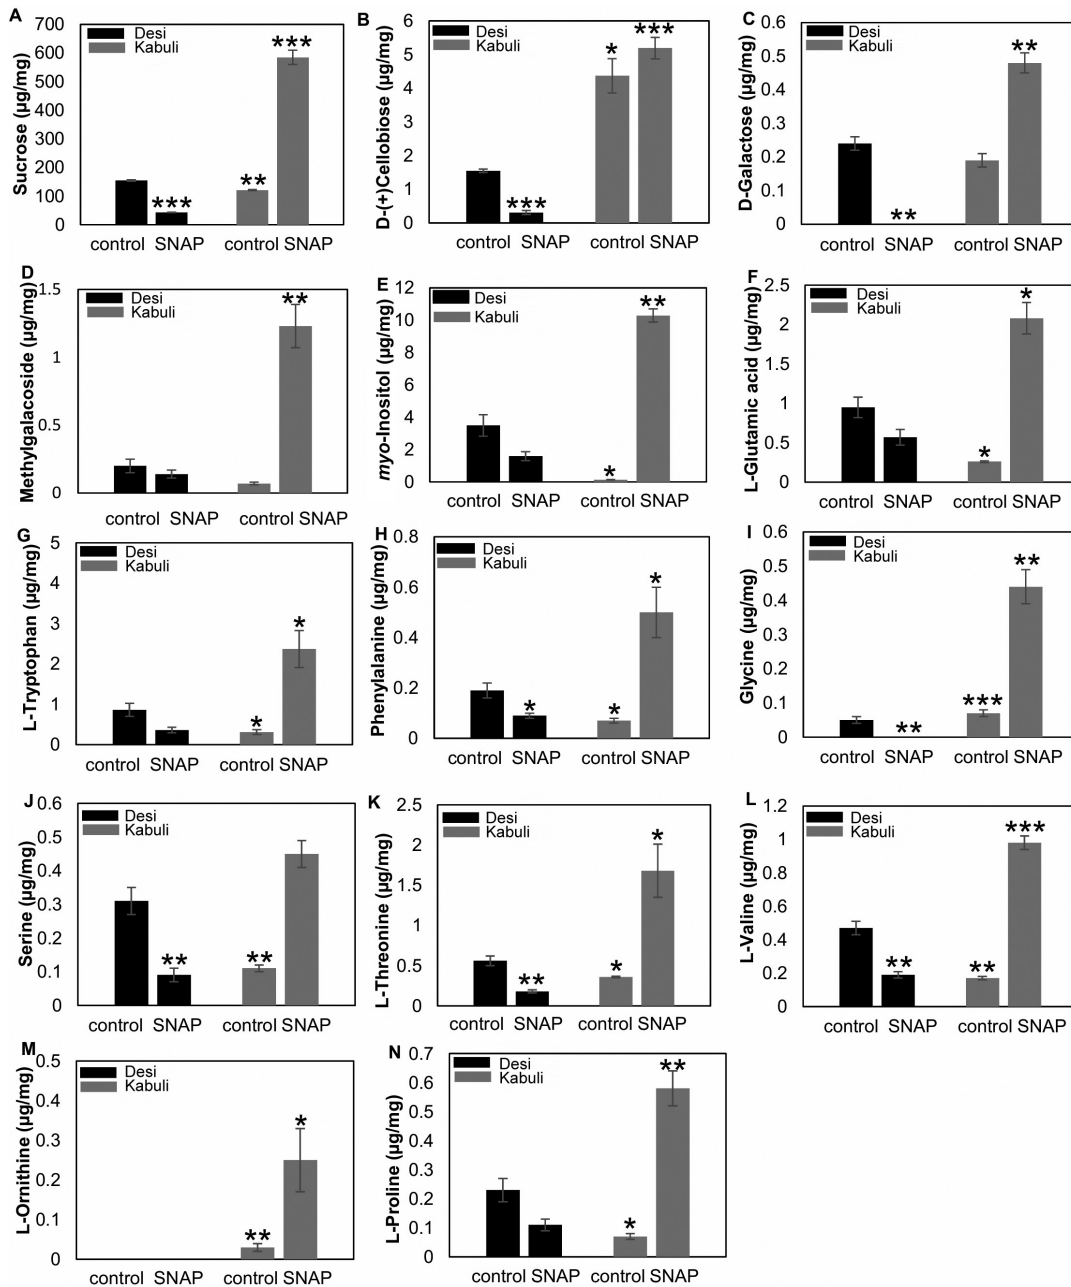 A
Sucrose (µg/mg)
700
600
500
400
300
200
100
0
Desi
Kabuli
***
**
***
control SNAP
control SNAP
B
D-(+)Cellobiose (µg/mg)
6
5
4
3
2
1
0
Desi
Kabuli
***
*
***
control SNAP
control SNAP
C
D-Galactose (µg/mg)
0.6
0.5
0.4
0.3
0.2
0.1
0
Desi
Kabuli
**
**
control SNAP
control SNAP
D
Methylgalacoside (µg/mg)
1.5
1
0.5
0
Desi
Kabuli
**
control SNAP
control SNAP
E
myo-Inositol (µg/mg)
12
10
8
6
4
2
0
Desi
Kabuli
*
**
control SNAP
control SNAP
F
L-Glutamic acid (µg/mg)
2.5
2
1.5
1
0.5
0
Desi
Kabuli
*
*
control SNAP
control SNAP
G
L-Tryptophan (µg/mg)
5
4
3
2
1
0
Desi
Kabuli
*
*
control SNAP
control SNAP
H
Phenylalanine (µg/mg)
0.8
0.6
0.4
0.2
0
Desi
Kabuli
*
*
*
control SNAP
control SNAP
I
Glycine (µg/mg)
0.6
0.5
0.4
0.3
0.2
0.1
0
Desi
Kabuli
**
***
**
control SNAP
control SNAP
J
Serine (µg/mg)
0.6
0.5
0.4
0.3
0.2
0.1
0
Desi
Kabuli
**
**
control SNAP
control SNAP
K
L-Threonine (µg/mg)
2.5
2
1.5
1
0.5
0
Desi
Kabuli
**
*
*
control SNAP
control SNAP
L
L-Valine (µg/mg)
1.2
1
0.8
0.6
0.4
0.2
0
Desi
Kabuli
**
**
***
control SNAP
control SNAP
M
L-Ornithine (µg/mg)
0.5
0.4
0.3
0.2
0.1
0
Desi
Kabuli
**
*
control SNAP
control SNAP
N
L-Proline (µg/mg)
0.7
0.6
0.5
0.4
0.3
0.2
0.1
0
Desi
Kabuli
*
**
control SNAP
control SNAP